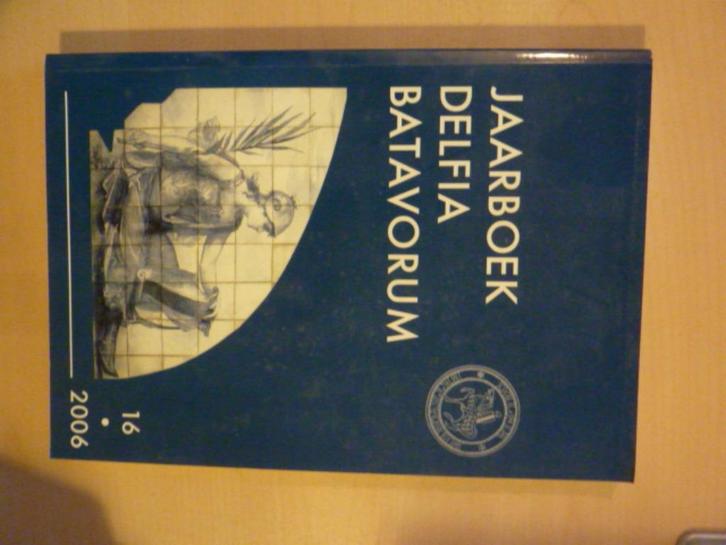 JAARBOEK
DELFIA
BATAVORUM
16
•
2006